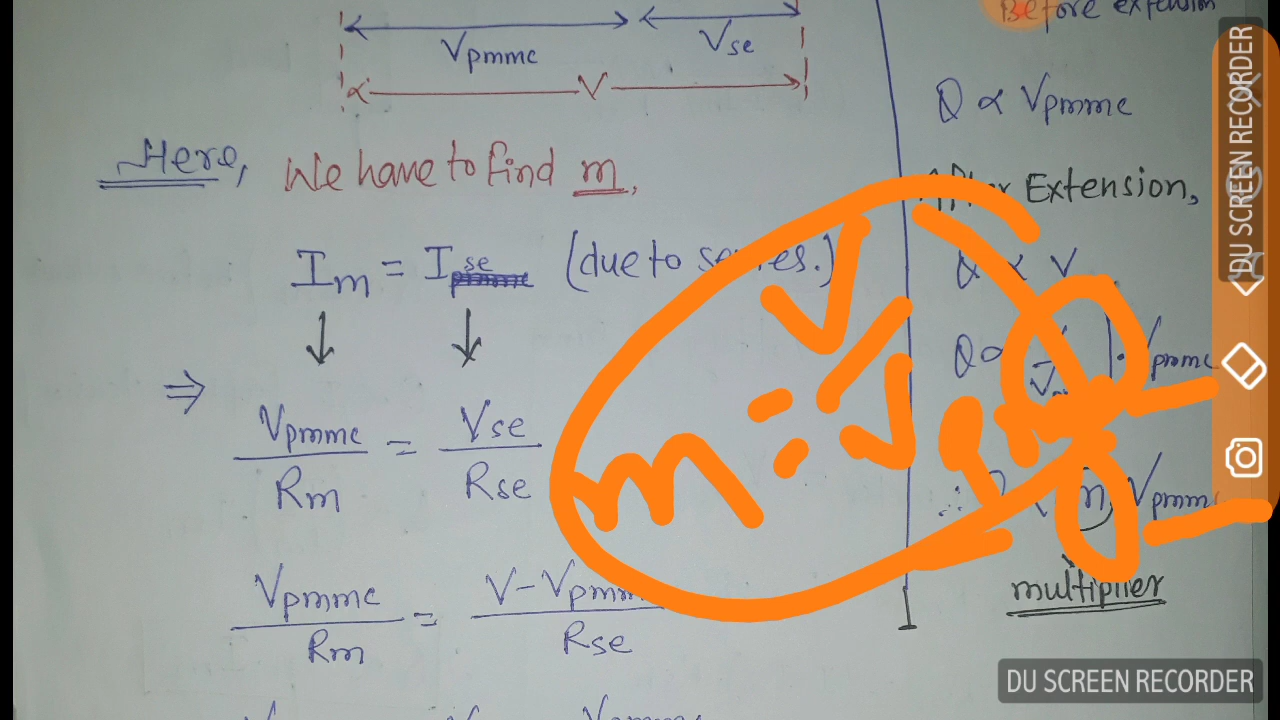 Vpmmc Vse
V
Here, We have to find m.
Im = Ise (due to series.)
⇒ Vpmmc/Rm = Vse/Rse
Vpmmc/Rm = V-Vpmm/Rse
Before extension
θ ∝ Vpmmc
After Extension,
θ ∝ V
θ ∝ Vpmmc
∴ Vpmmc
multiplier
m = V/V
DU SCREEN RECORDER
DU SCREEN RECORDER